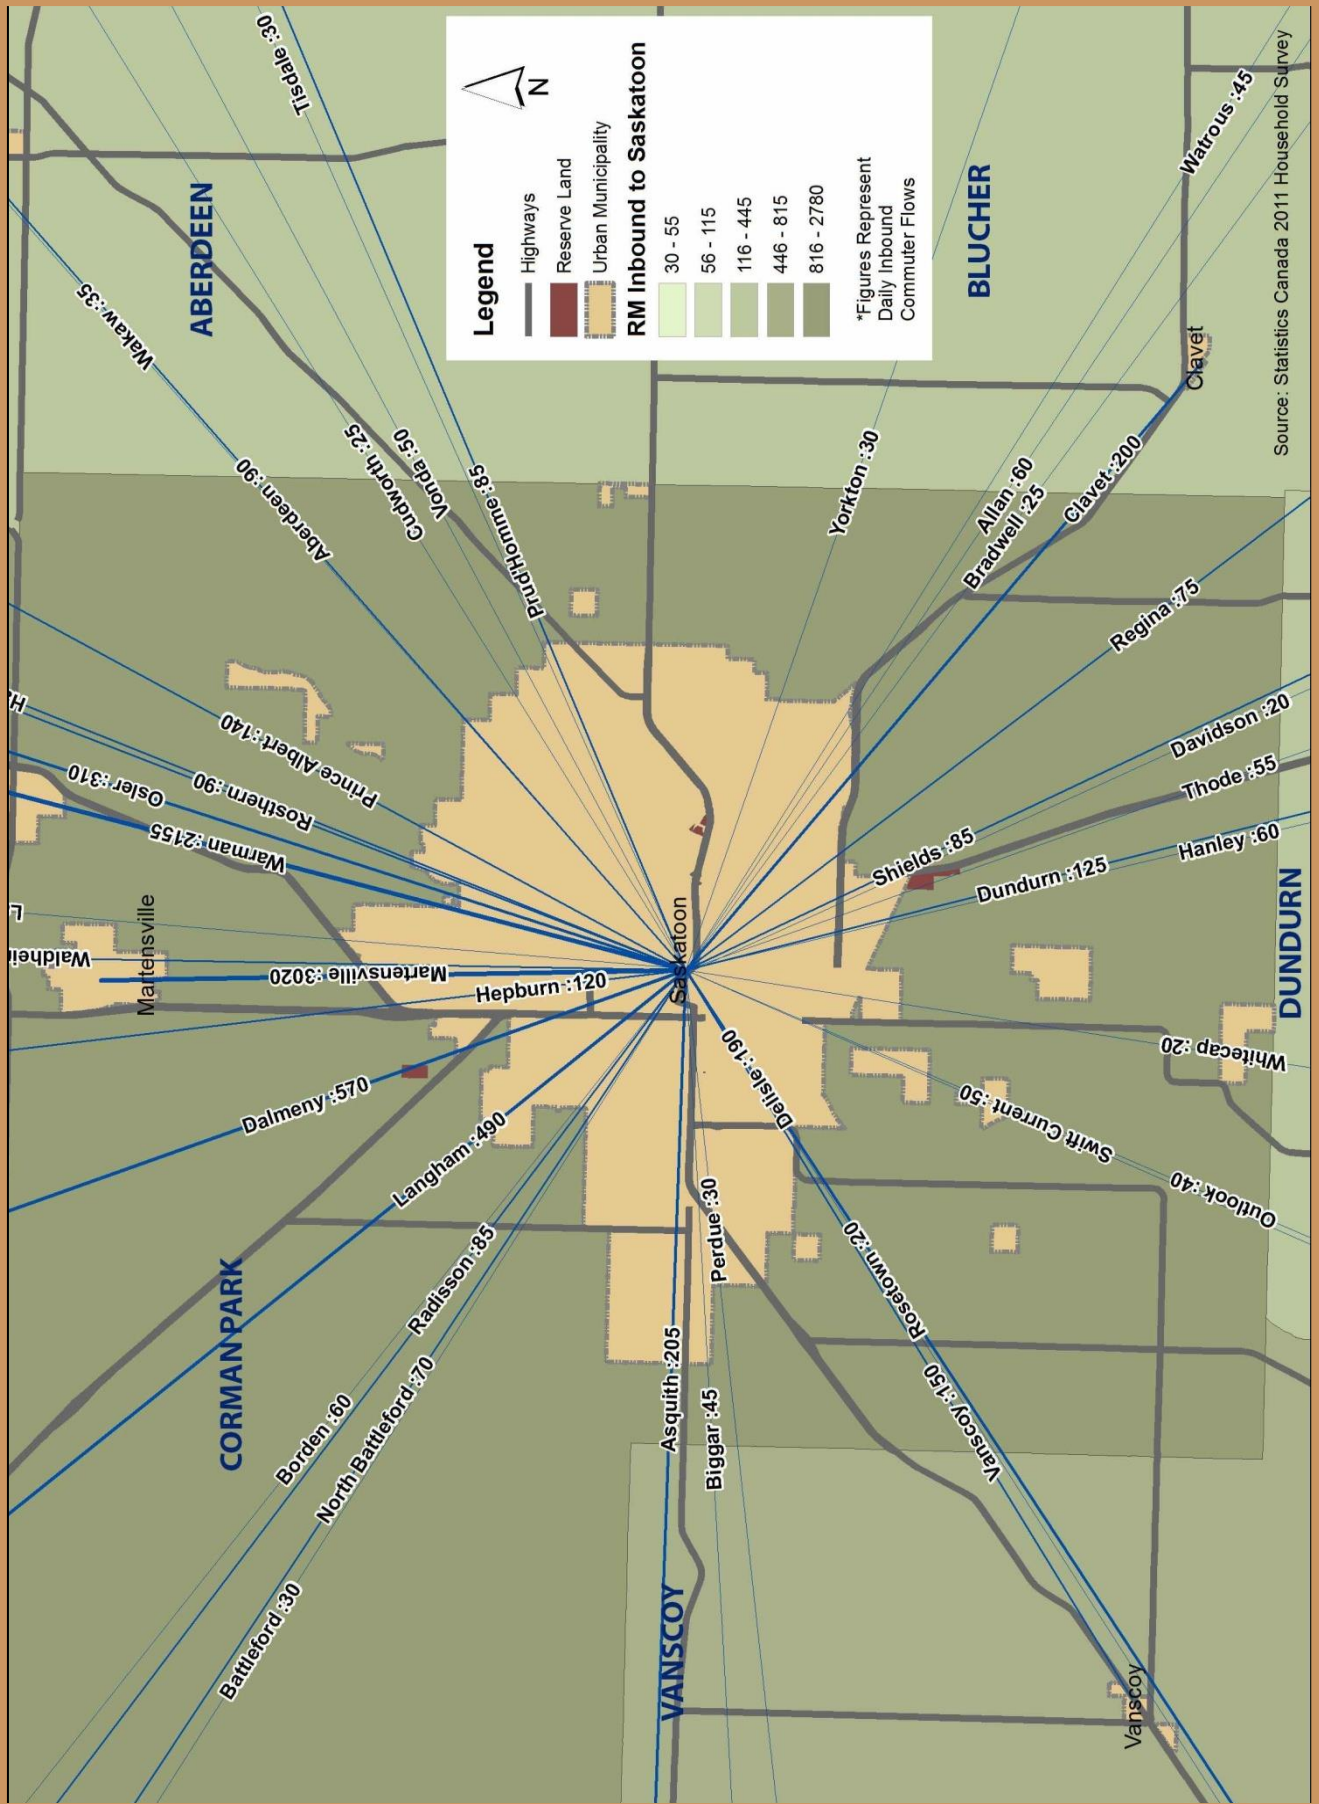 Legend
Highways
Reserve Land
Urban Municipality
RM Inbound to Saskatoon
30 - 55
56 - 115
116 - 445
446 - 815
816 - 2780
*Figures Represent
Daily Inbound
Commuter Flows
N
CORMAN PARK
ABERDEEN
VANSCOY
BLUCHER
DUNDURN
Martensville
Saskatoon
Vanscoy
Clavet
Battleford :30
North Battleford :70
Borden :60
Radisson :85
Langham :490
Dalmeny :570
Hepburn :120
Martensville :3020
Warman :2155
Osler :310
Rosthern :90
Prince Albert :140
Aberdeen :90
Wakaw :35
Cudworth :25
Vonda :50
Prud'Homme :85
Tisdale :30
Asquith :205
Biggar :45
Perdue :30
Delisle :190
Rosetown :20
Vanscoy :150
Swift Current :50
Outlook :40
Whitecap :20
Hanley :60
Dundurn :125
Shields :85
Thode :55
Davidson :20
Regina :75
Clavet :200
Bradwell :25
Allan :60
Yorkton :30
Watrous :45
Source: Statistics Canada 2011 Household Survey